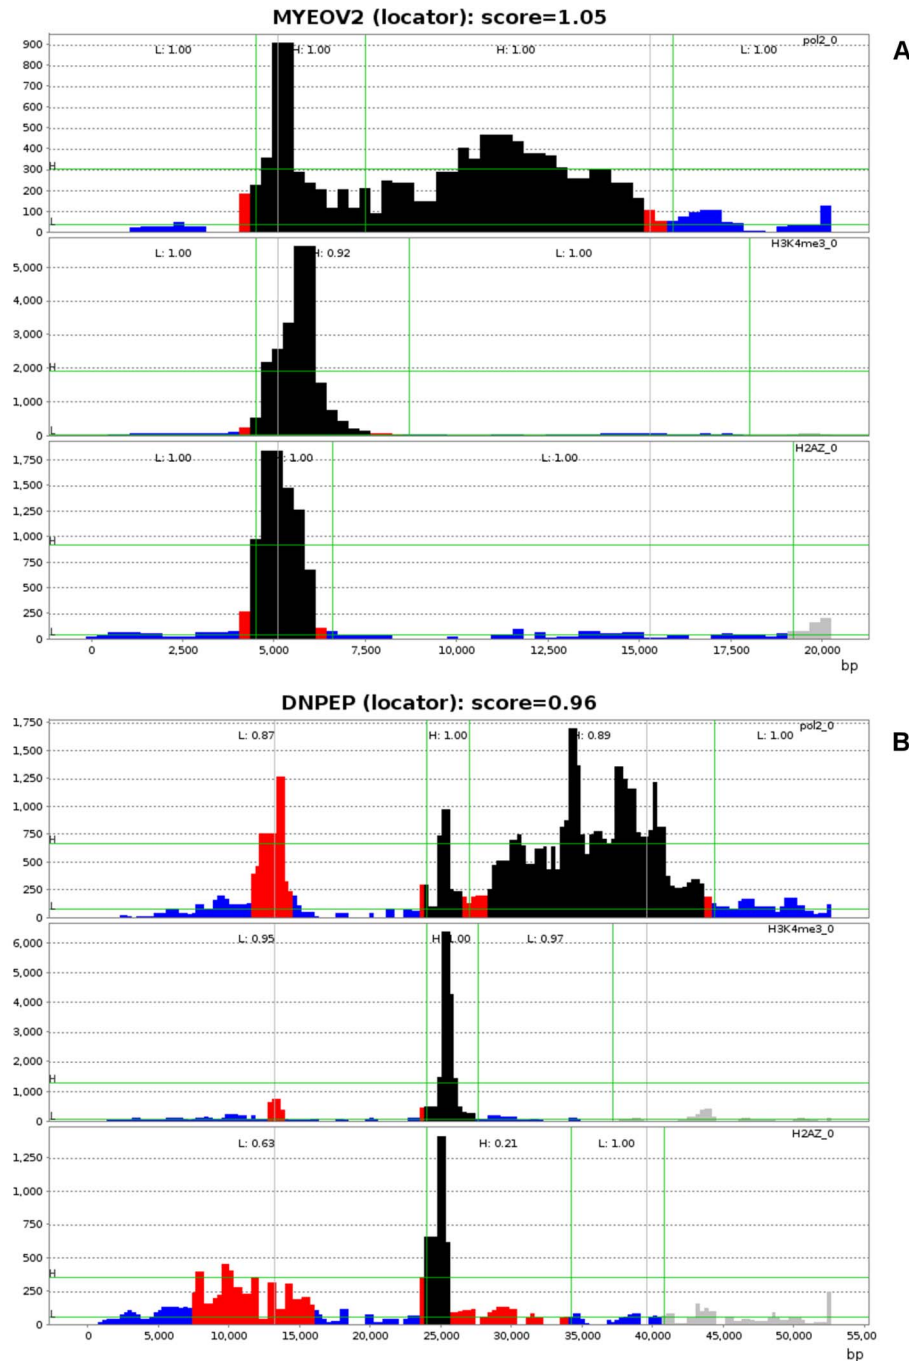 MYEOV2 (locator): score=1.05
A
pol2_0
L: 1.00 H: 1.00 H: 1.00 L: 1.00
900
800
700
600
500
400
300
200
100
0
H
L
H3K4me3_0
L: 1.00 H: 0.92 L: 1.00
5,000
4,000
3,000
2,000
1,000
0
H
L
H2AZ_0
L: 1.00 : 1.00 L: 1.00
1,750
1,500
1,250
1,000
750
500
250
0
H
L
0 2,500 5,000 7,500 10,000 12,500 15,000 17,500 20,000
bp
DNPEP (locator): score=0.96
B
pol2_0
L: 0.87 H: 1.00 H: 0.89 L: 1.00
1,750
1,500
1,250
1,000
750
500
250
0
H
L
H3K4me3_0
L: 0.95 H: 1.00 L: 0.97
6,000
5,000
4,000
3,000
2,000
1,000
0
H
L
H2AZ_0
L: 0.63 H: 0.21 L: 1.00
1,250
1,000
750
500
250
0
H
L
0 5,000 10,000 15,000 20,000 25,000 30,000 35,000 40,000 45,000 50,000 55,00
bp